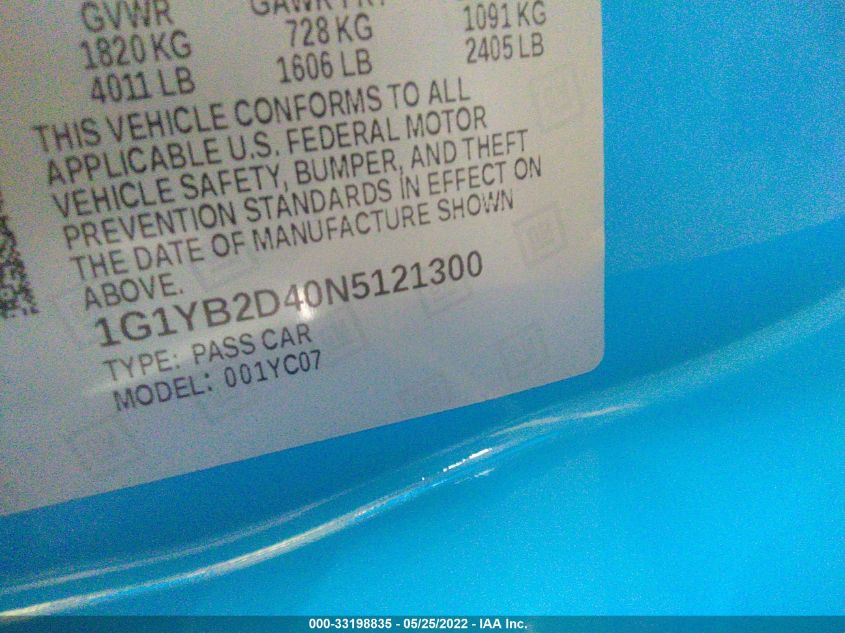 GVWR GAWR FRT
1820 KG 728 KG 1091 KG
4011 LB 1606 LB 2405 LB
THIS VEHICLE CONFORMS TO ALL
APPLICABLE U.S. FEDERAL MOTOR
VEHICLE SAFETY, BUMPER, AND THEFT
PREVENTION STANDARDS IN EFFECT ON
THE DATE OF MANUFACTURE SHOWN
ABOVE.
1G1YB2D40N5121300
TYPE: PASS CAR
MODEL: 001YC07
000-33198835 - 05/25/2022 - IAA Inc.